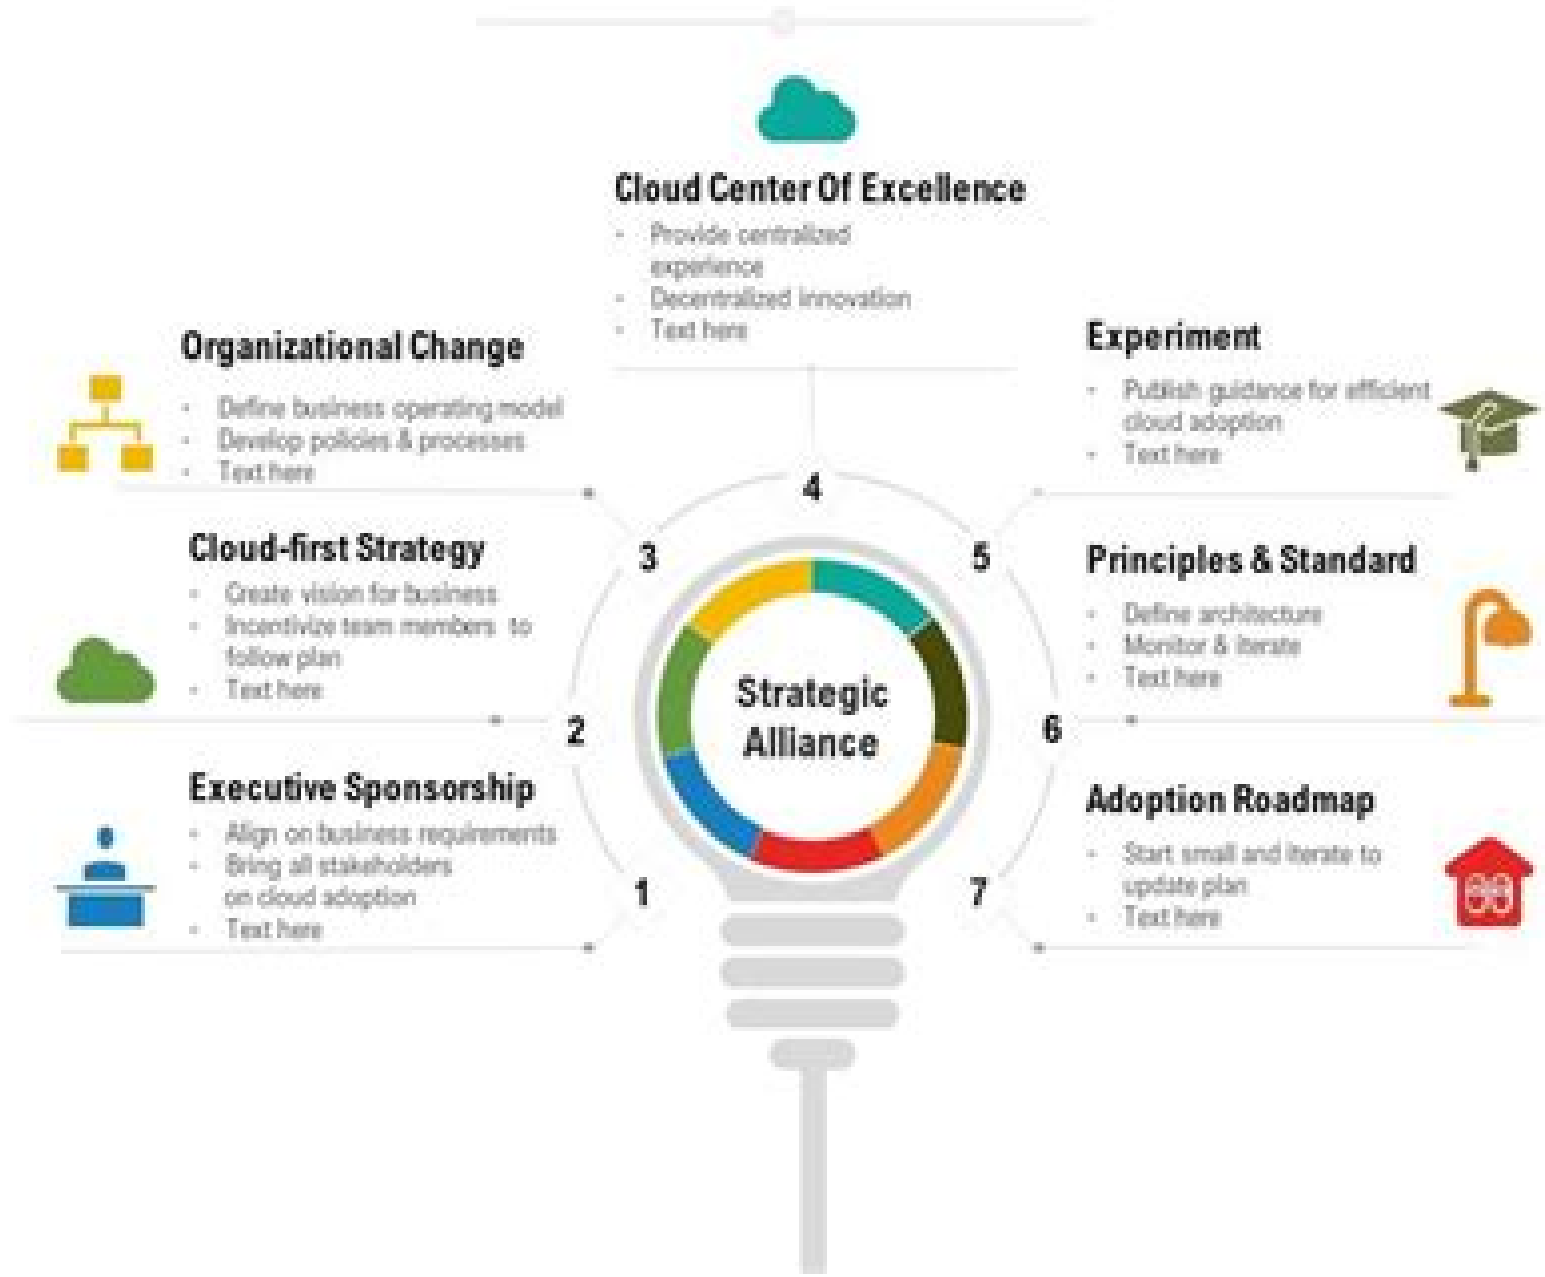 Cloud Center Of Excellence
• Provide centralized
experience
• Decentralized innovation
• Text here
Organizational Change
• Define business operating model
• Develop policies & processes
• Text here
Cloud-first Strategy
• Create vision for business
• Incentivize team members to
follow plan
• Text here
Executive Sponsorship
• Align on business requirements
• Bring all stakeholders
on cloud adoption
• Text here
1
2
3
4
5
6
7
Strategic
Alliance
Experiment
• Publish guidance for efficient
cloud adoption
• Text here
Principles & Standard
• Define architecture
• Monitor & iterate
• Text here
Adoption Roadmap
• Start small and iterate to
update plan
• Text here